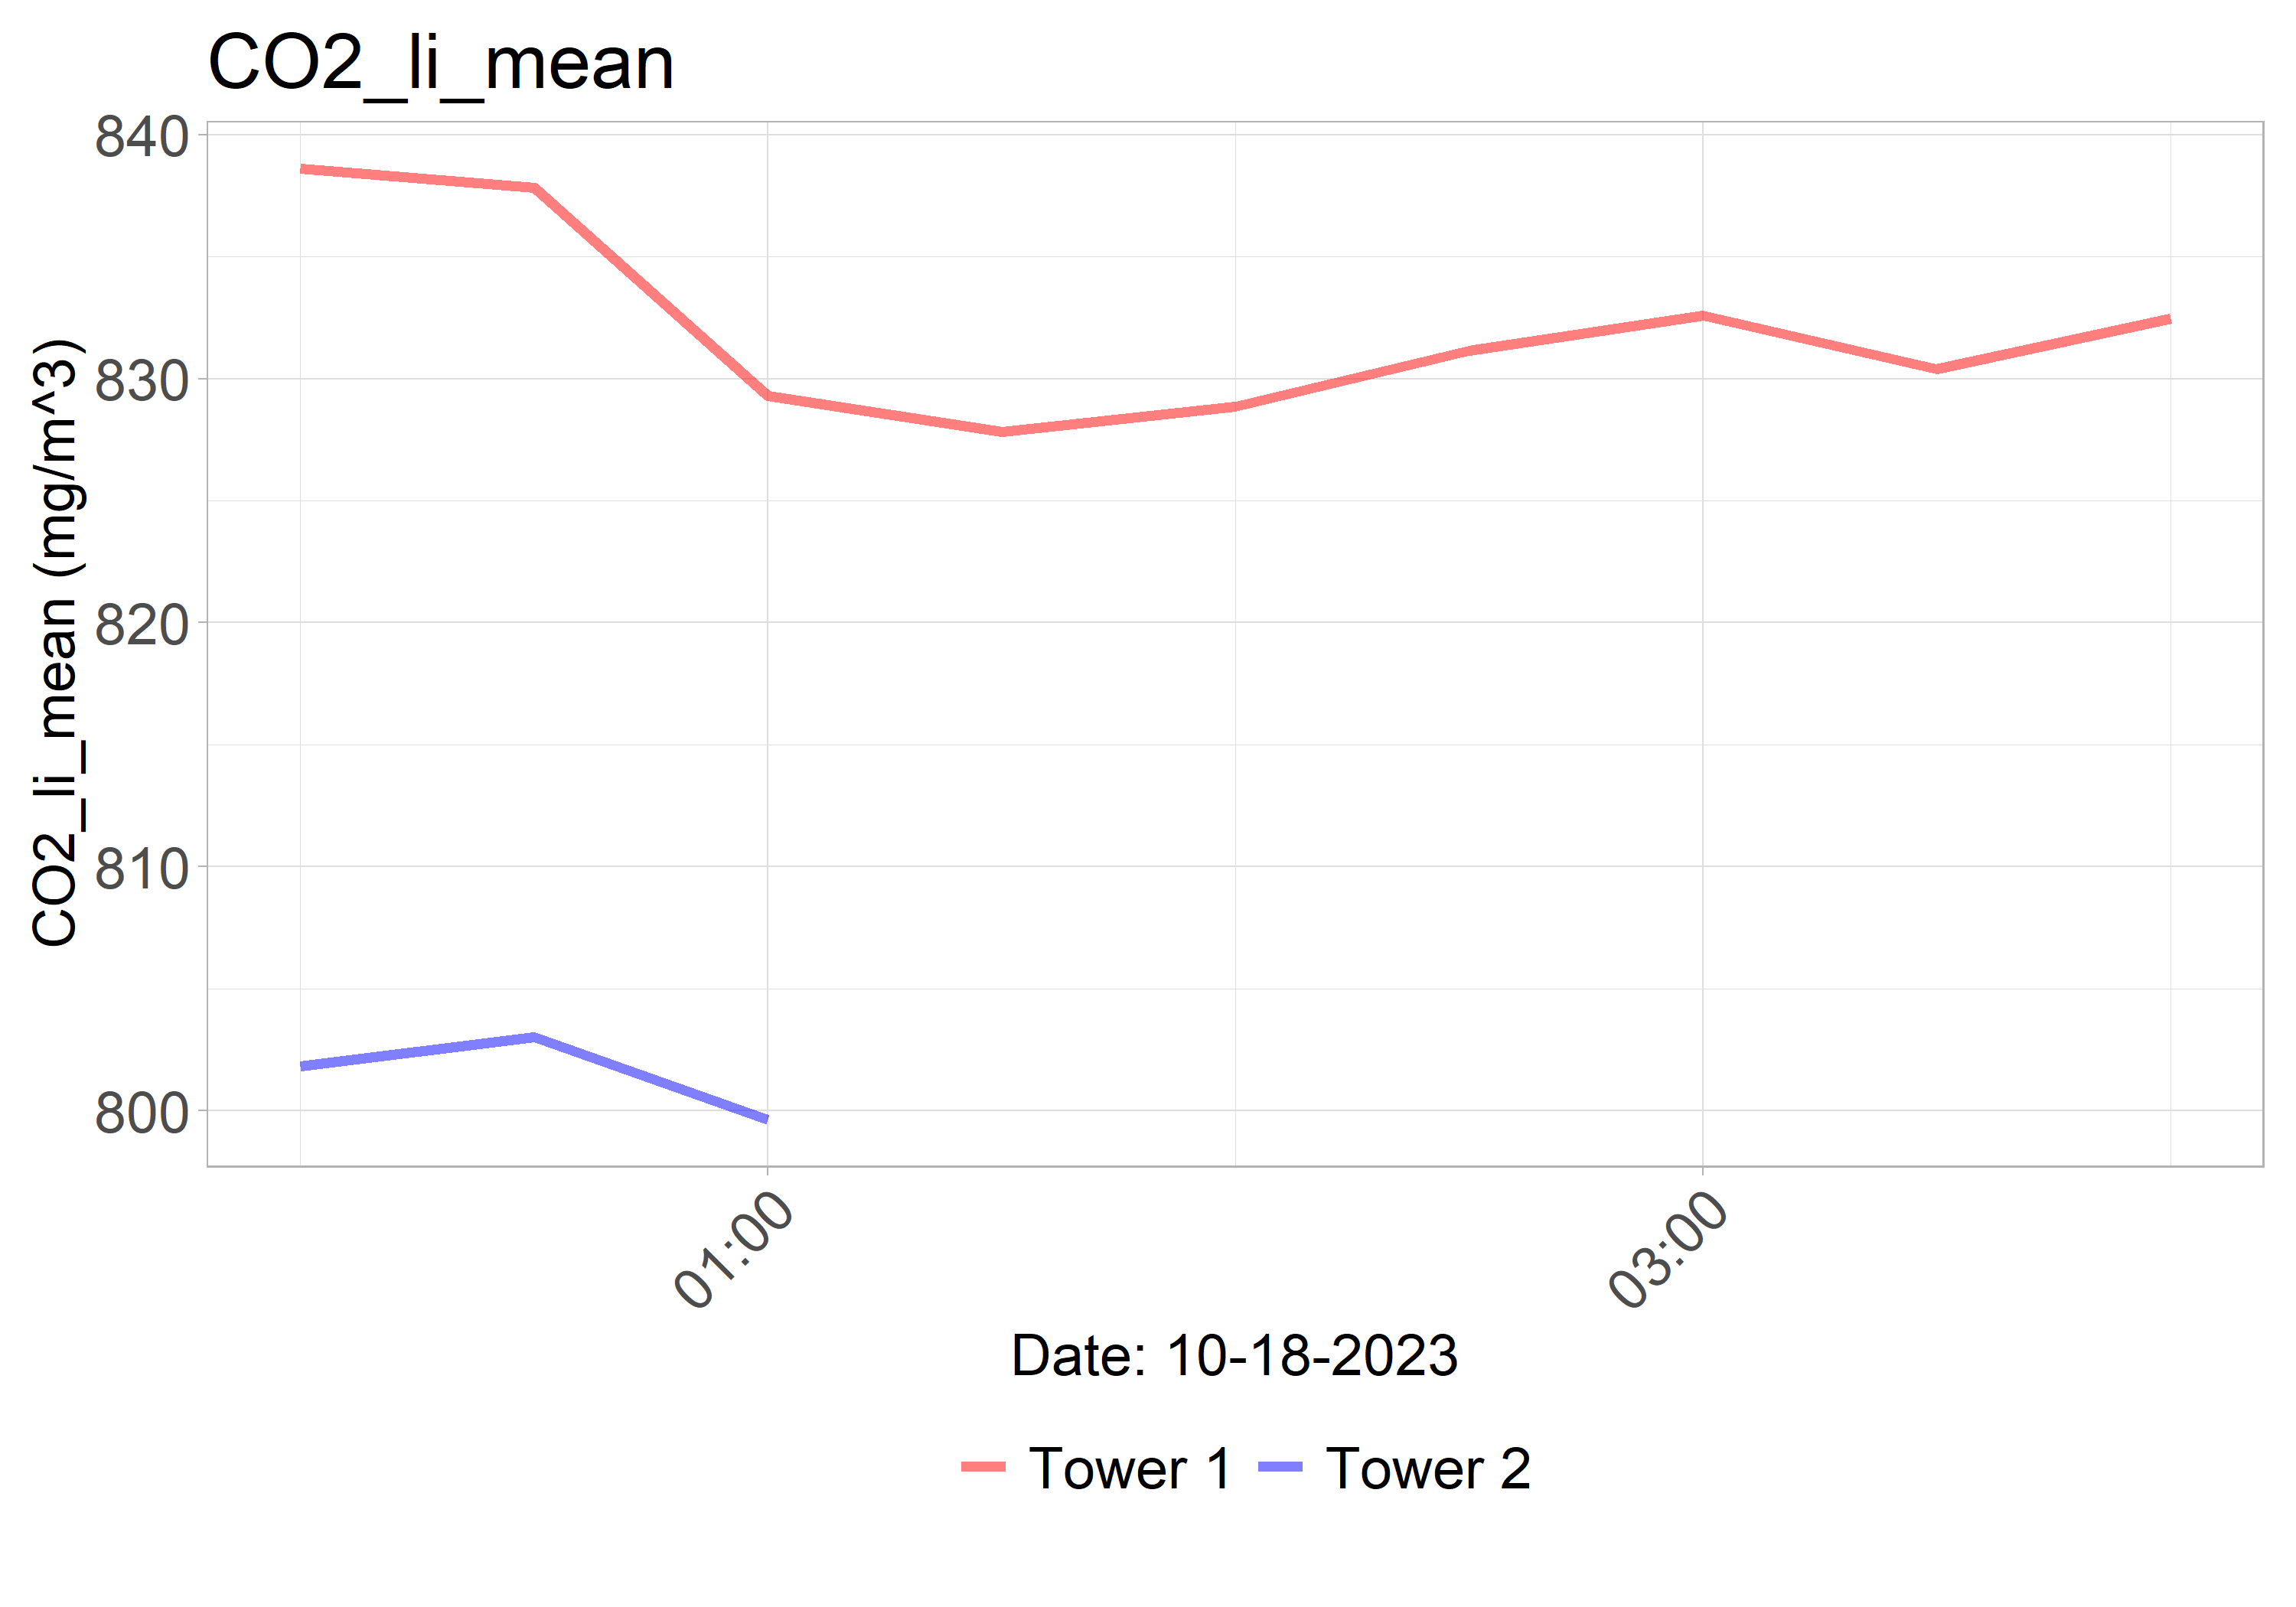 CO2_li_mean
CO2_li_mean (mg/m^3)
840
830
820
810
800
01:00
03:00
Date: 10-18-2023
Tower 1
Tower 2